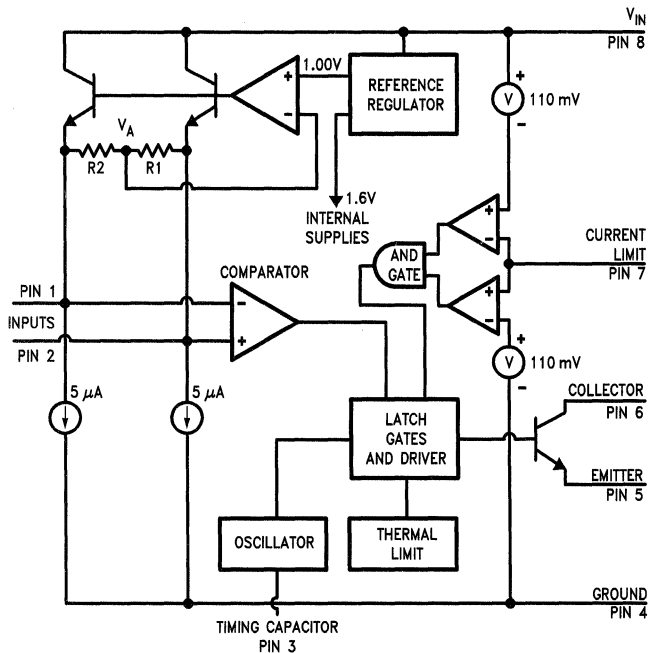 VIN
PIN 8
1.00V
+
-
REFERENCE
REGULATOR
+
V
110 mV
-
VA
R2
R1
1.6V
INTERNAL
SUPPLIES
+
-
AND
GATE
CURRENT
LIMIT
PIN 7
COMPARATOR
+
-
PIN 1
INPUTS
PIN 2
-
+
+
V
110 mV
-
5 μA
5 μA
COLLECTOR
PIN 6
LATCH
GATES
AND DRIVER
EMITTER
PIN 5
OSCILLATOR
THERMAL
LIMIT
GROUND
PIN 4
TIMING CAPACITOR
PIN 3